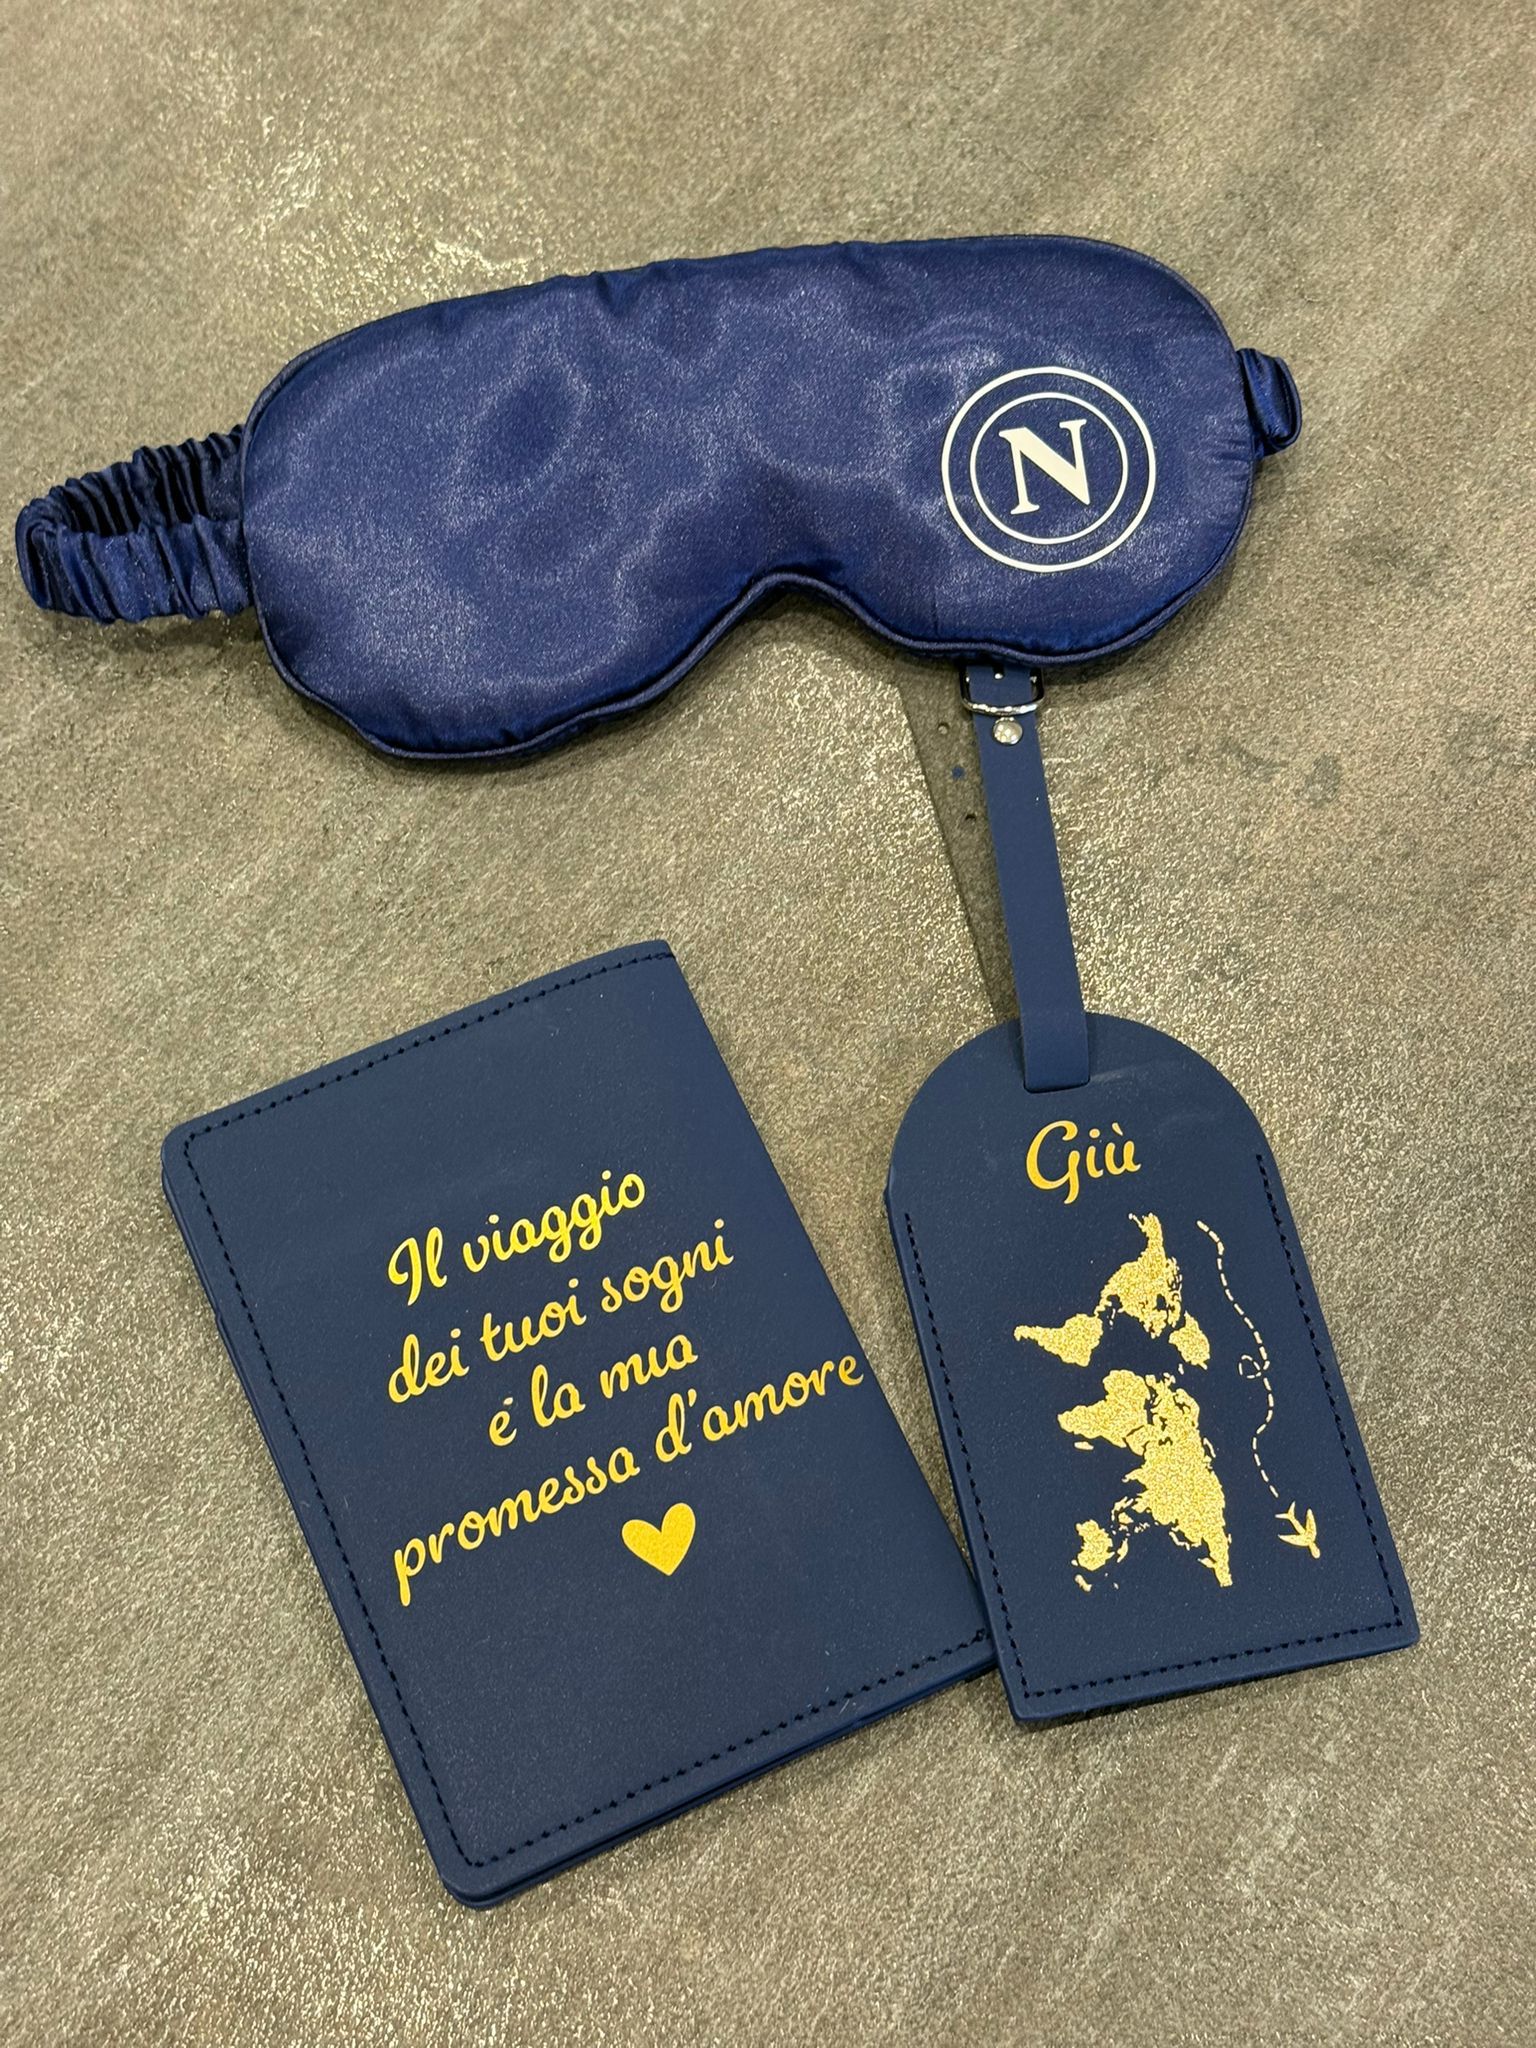 N
Il viaggio
dei tuoi sogni
e' la mia
promessa d'amore
Giù